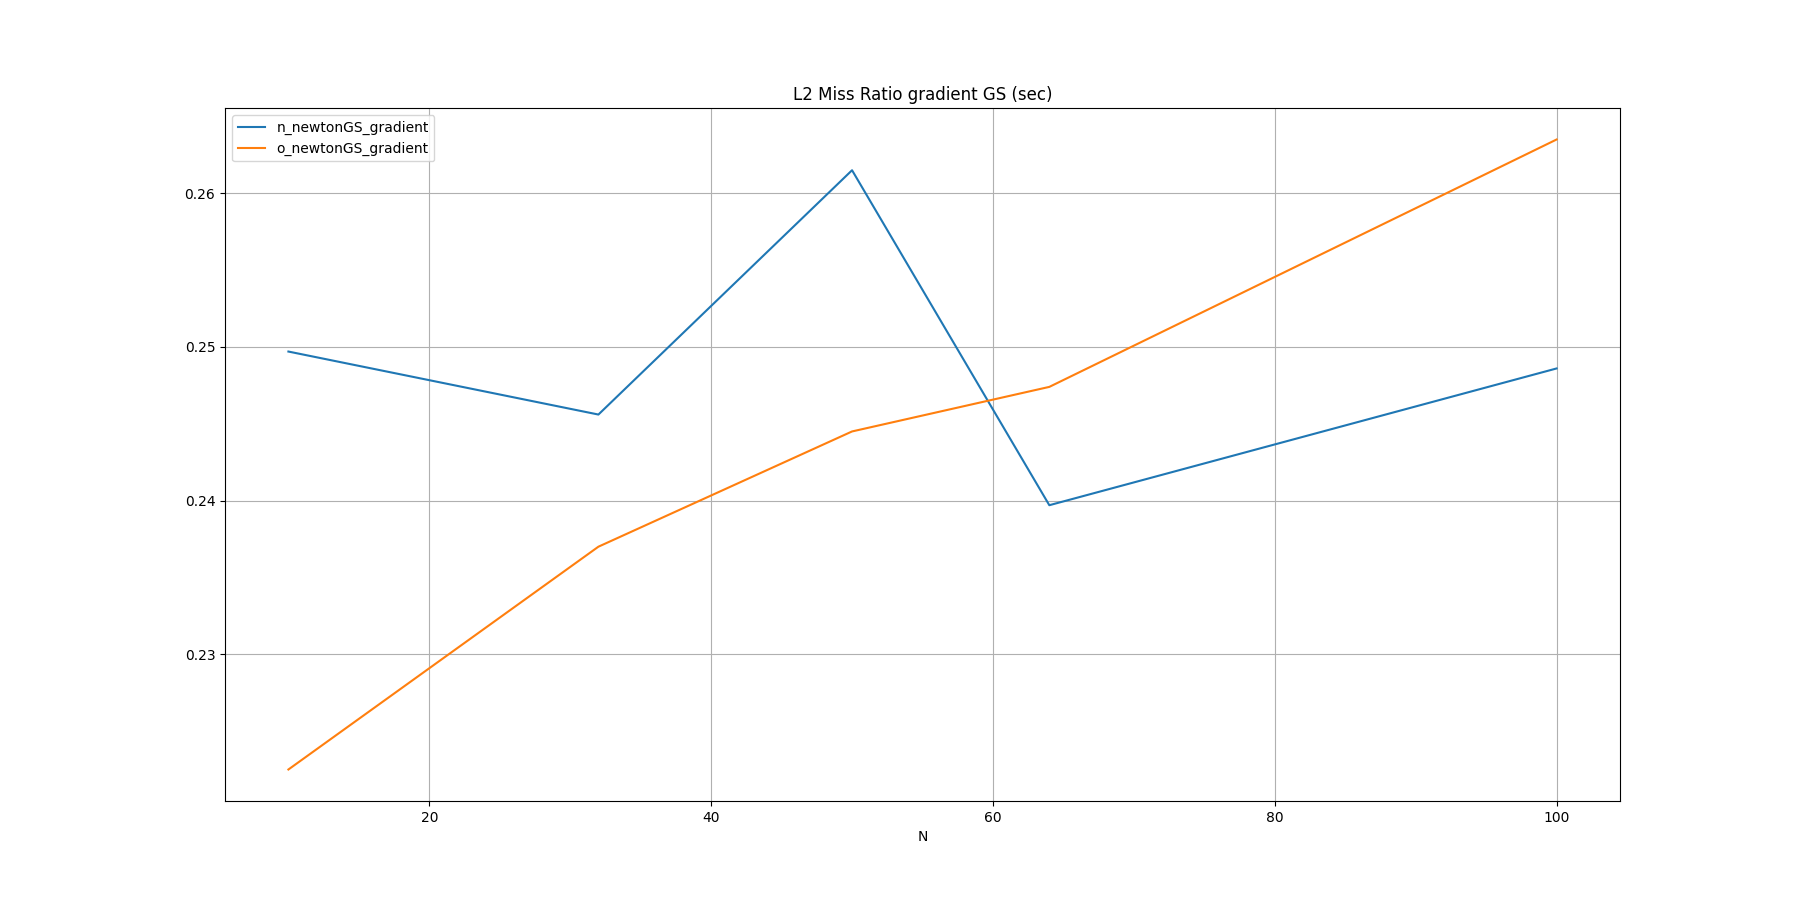 L2 Miss Ratio gradient GS (sec)
n_newtonGS_gradient
o_newtonGS_gradient
0.26
0.25
0.24
0.23
20 40 60 80 100
N